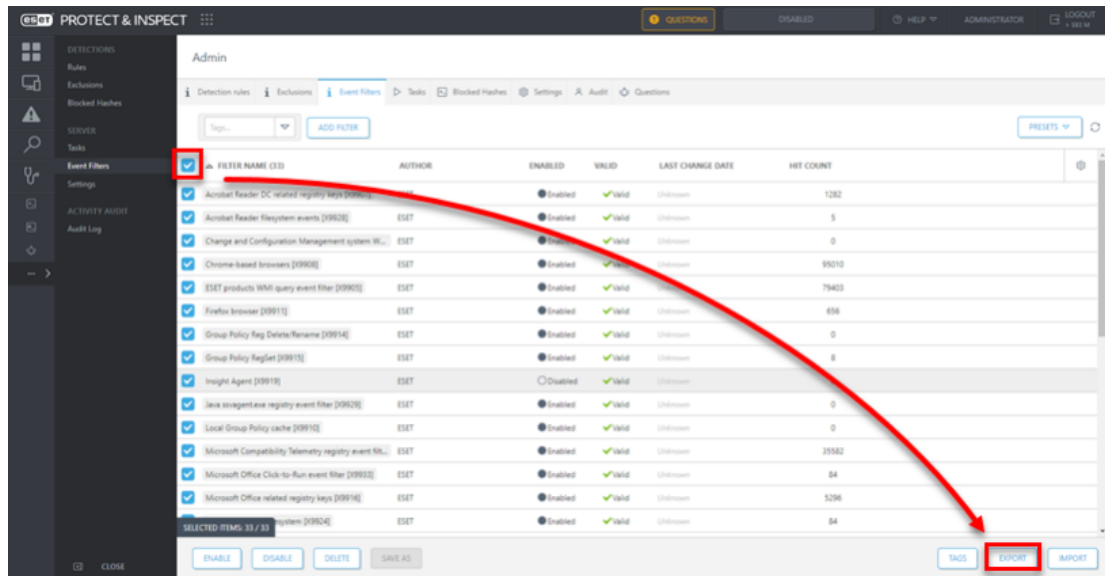 eseT PROTECT & INSPECT
QUESTIONS
DISABLED
HELP
ADMINISTRATOR
LOGOUT
DETECTIONS
Rules
Exclusions
Blocked Hashes
SERVER
Tasks
Event Filters
Settings
ACTIVITY AUDIT
Audit Log
CLOSE
Admin
Detection rules Exclusions Event Filters Tasks Blocked Hashes Settings Audit Questions
Tags... ADD FILTER PRESETS
FILTER NAME (33) AUTHOR ENABLED VALID LAST CHANGE DATE HIT COUNT
Acrobat Reader DC related registry keys Enabled Valid Unknown 1282
Acrobat Reader filesystem events [X9928] ESET Enabled Valid Unknown 5
Change and Configuration Management system W... ESET Enabled Valid Unknown 0
Chrome-based browsers [X9908] ESET Enabled Valid Unknown 95010
ESET products WMI query event filter [X9905] ESET Enabled Valid Unknown 79403
Firefox browser [X9911] ESET Enabled Valid Unknown 656
Group Policy Reg Delete/Rename [X9914] ESET Enabled Valid Unknown 0
Group Policy RegSet [X9915] ESET Enabled Valid Unknown 8
Insight Agent [X9919] ESET Disabled Valid Unknown
Java ssvagent.exe registry event filter [X9929] ESET Enabled Valid Unknown 0
Local Group Policy cache [X9910] ESET Enabled Valid Unknown 0
Microsoft Compatibility Telemetry registry event filt... ESET Enabled Valid Unknown 35582
Microsoft Office Click-to-Run event filter [X9933] ESET Enabled Valid Unknown 84
Microsoft Office related registry keys [X9916] ESET Enabled Valid Unknown 5296
[X9924] ESET Enabled Valid Unknown 84
SELECTED ITEMS: 33 / 33
ENABLE DISABLE DELETE SAVE AS TAGS EXPORT IMPORT